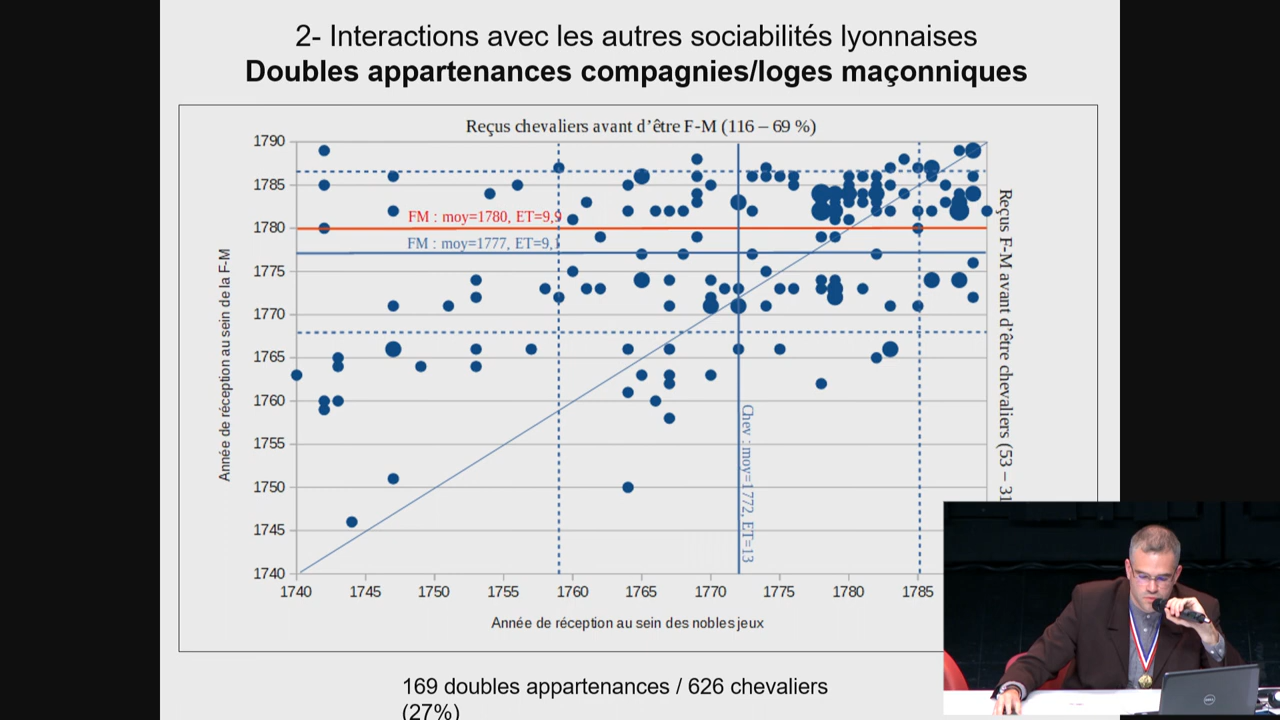 2- Interactions avec les autres sociabilités lyonnaises
Doubles appartenances compagnies/loges maçonniques
Reçus chevaliers avant d'être F-M (116 – 69 %)
1790
1785
1780
1775
1770
1765
1760
1755
1750
1745
1740
Année de réception au sein de la F-M
FM : moy=1780, ET=9,9
FM : moy=1777, ET=9,1
Chev : moy=1772, ET=13
Reçus F-M avant d'être chevaliers (53 – 31
1740 1745 1750 1755 1760 1765 1770 1775 1780 1785
Année de réception au sein des nobles jeux
169 doubles appartenances / 626 chevaliers
(27%)
DELL